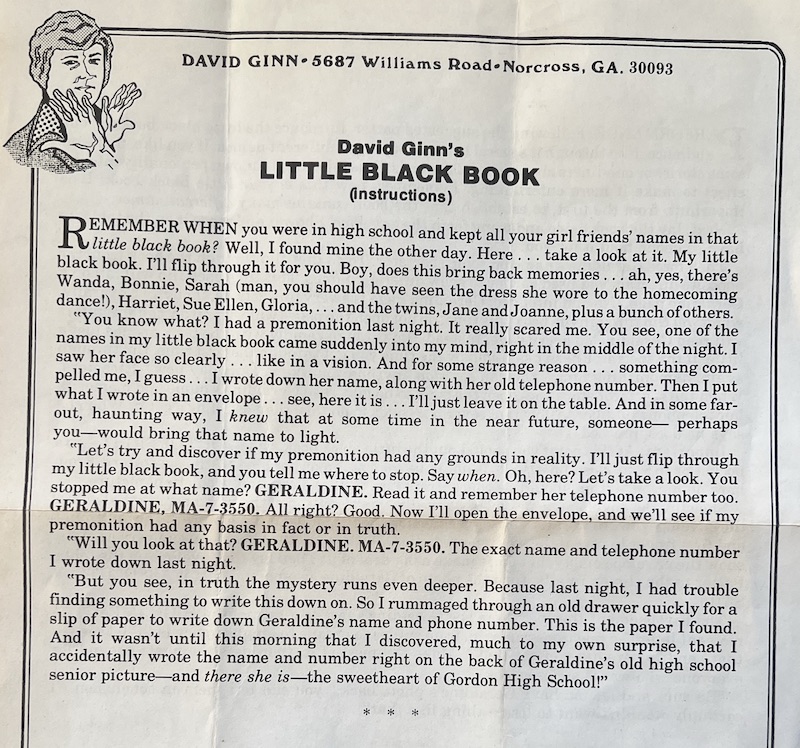 DAVID GINN•5687 Williams Road•Norcross, GA. 30093
David Ginn's
LITTLE BLACK BOOK
(instructions)
REMEMBER WHEN you were in high school and kept all your girl friends' names in that
little black book? Well, I found mine the other day. Here . . . take a look at it. My little
black book. I'll flip through it for you. Boy, does this bring back memories . . . ah, yes, there's
Wanda, Bonnie, Sarah (man, you should have seen the dress she wore to the homecoming
dance!), Harriet, Sue Ellen, Gloria, . . . and the twins, Jane and Joanne, plus a bunch of others.
"You know what? I had a premonition last night. It really scared me. You see, one of the
names in my little black book came suddenly into my mind, right in the middle of the night. I
saw her face so clearly . . . like in a vision. And for some strange reason . . . something com-
pelled me, I guess . . . I wrote down her name, along with her old telephone number. Then I put
what I wrote in an envelope . . . see, here it is . . . I'll just leave it on the table. And in some far-
out, haunting way, I knew that at some time in the near future, someone— perhaps
you—would bring that name to light.
"Let's try and discover if my premonition had any grounds in reality. I'll just flip through
my little black book, and you tell me where to stop. Say when. Oh, here? Let's take a look. You
stopped me at what name? GERALDINE. Read it and remember her telephone number too.
GERALDINE, MA-7-3550. All right? Good. Now I'll open the envelope, and we'll see if my
premonition had any basis in fact or in truth.
"Will you look at that? GERALDINE. MA-7-3550. The exact name and telephone number
I wrote down last night.
"But you see, in truth the mystery runs even deeper. Because last night, I had trouble
finding something to write this down on. So I rummaged through an old drawer quickly for a
slip of paper to write down Geraldine's name and phone number. This is the paper I found.
And it wasn't until this morning that I discovered, much to my own surprise, that I
accidentally wrote the name and number right on the back of Geraldine's old high school
senior picture—and there she is—the sweetheart of Gordon High School!"
* * *